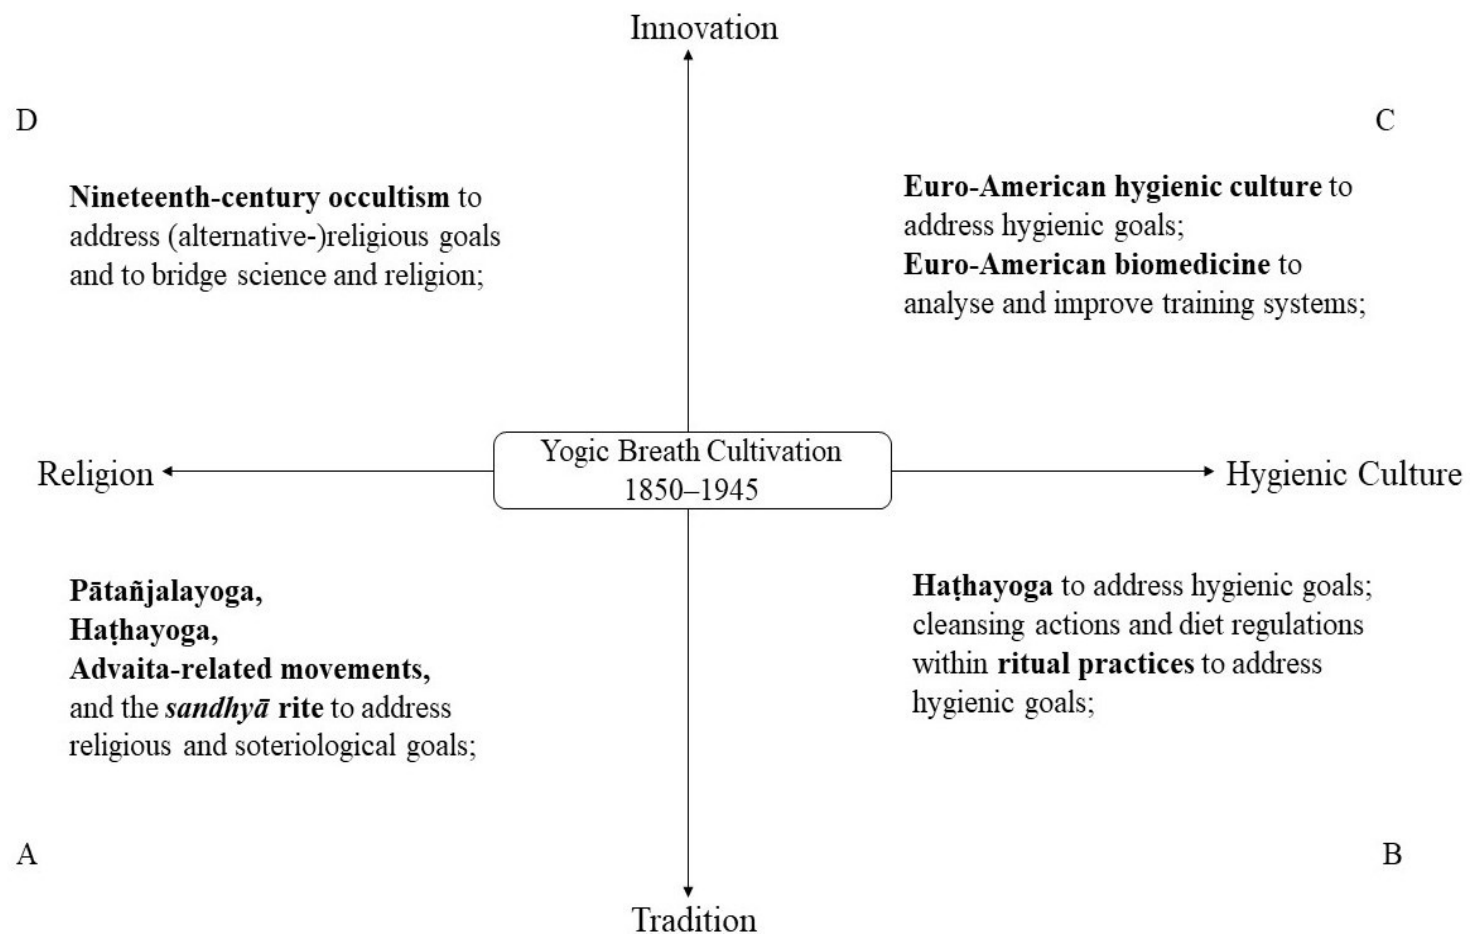 Innovation
D
C
Nineteenth-century occultism to
address (alternative-)religious goals
and to bridge science and religion;
Euro-American hygienic culture to
address hygienic goals;
Euro-American biomedicine to
analyse and improve training systems;
Religion
Yogic Breath Cultivation
1850–1945
Hygienic Culture
Pātañjalayoga,
Haṭhayoga,
Advaita-related movements,
and the sandhyā rite to address
religious and soteriological goals;
Haṭhayoga to address hygienic goals;
cleansing actions and diet regulations
within ritual practices to address
hygienic goals;
A
B
Tradition